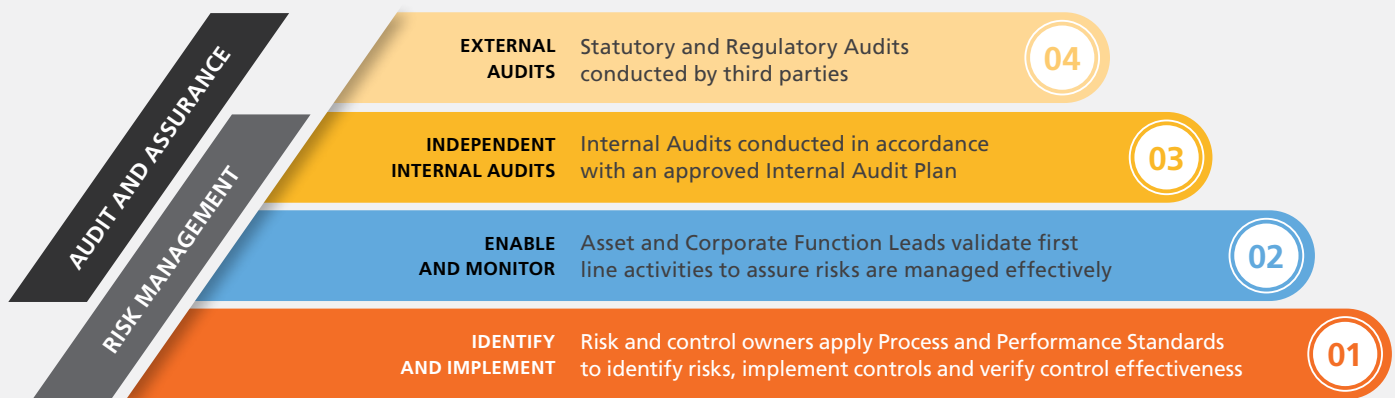 AUDIT AND ASSURANCE
RISK MANAGEMENT
EXTERNAL
AUDITS
Statutory and Regulatory Audits
conducted by third parties
04
INDEPENDENT
INTERNAL AUDITS
Internal Audits conducted in accordance
with an approved Internal Audit Plan
03
ENABLE
AND MONITOR
Asset and Corporate Function Leads validate first
line activities to assure risks are managed effectively
02
IDENTIFY
AND IMPLEMENT
Risk and control owners apply Process and Performance Standards
to identify risks, implement controls and verify control effectiveness
01